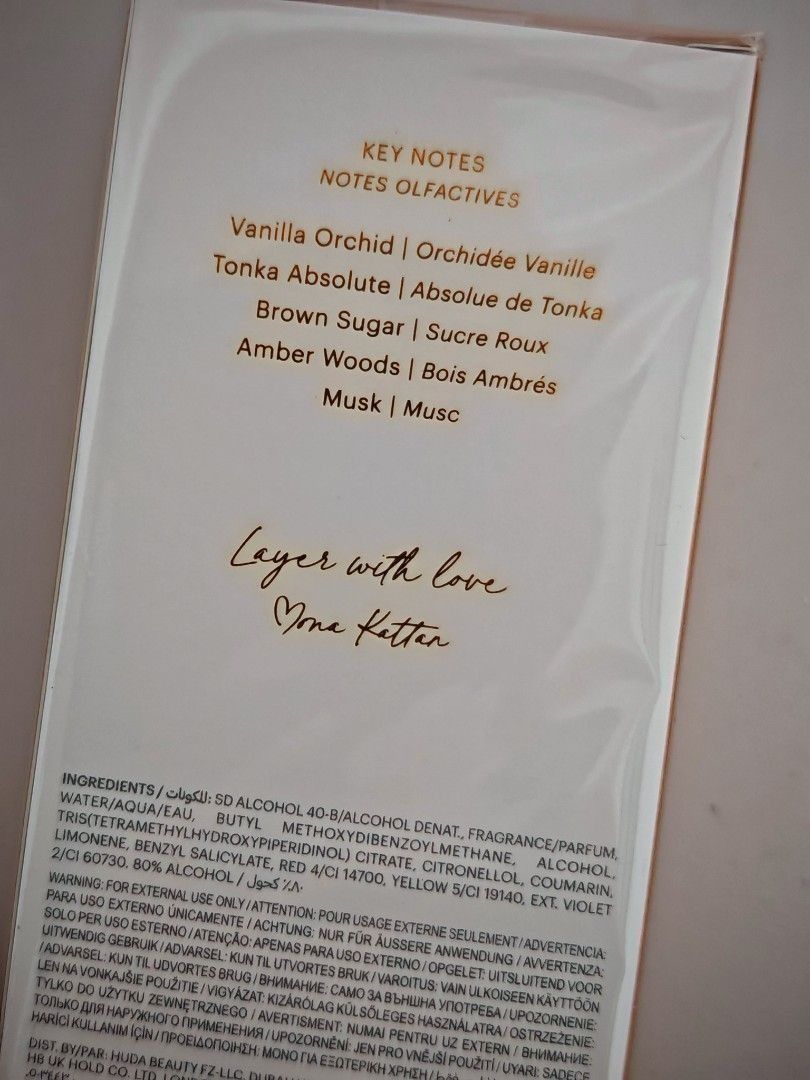 KEY NOTES
NOTES OLFACTIVES
Vanilla Orchid | Orchidée Vanille
Tonka Absolute | Absolue de Tonka
Brown Sugar | Sucre Roux
Amber Woods | Bois Ambrés
Musk | Musc
Layer with love
Mona Kattan
INGREDIENTS / للكونات: SD ALCOHOL 40-B/ALCOHOL DENAT., FRAGRANCE/PARFUM,
WATER/AQUA/EAU, BUTYL METHOXYDIBENZOYLMETHANE, ALCOHOL,
TRIS(TETRAMETHYLHYDROXYPIPERIDINOL) CITRATE, CITRONELLOL, COUMARIN,
LIMONENE, BENZYL SALICYLATE, RED 4/CI 14700, YELLOW 5/CI 19140, EXT. VIOLET
2/CI 60730. 80% ALCOHOL / كحول ٪٨٠
WARNING: FOR EXTERNAL USE ONLY / ATTENTION: POUR USAGE EXTERNE SEULEMENT / ADVERTENCIA:
PARA USO EXTERNO ÚNICAMENTE / ACHTUNG: NUR FÜR ÄUSSERE ANWENDUNG / AVVERTENZA:
SOLO PER USO ESTERNO / ATENÇÃO: APENAS PARA USO EXTERNO / OPGELET: UITSLUITEND VOOR
UITWENDIG GEBRUIK / ADVARSEL: KUN TIL UTVORTES BRUK / VAROITUS: VAIN ULKOISEEN KÄYTTÖÖN
/ ADVARSEL: KUN TIL UDVORTES BRUG / ВНИМАНИЕ: САМО ЗА ВЪНШНА УПОТРЕБА / UPOZORNENIE:
LEN NA VONKAJŠIE POUŽITIE / VIGYÁZAT: KIZÁRÓLAG KÜLSŐLEGES HASZNÁLATRA / OSTRZEŻENIE:
TYLKO DO UŻYTKU ZEWNĘTRZNEGO / AVERTISMENT: NUMAI PENTRU UZ EXTERN / ВНИМАНИЕ:
ТОЛЬКО ДЛЯ НАРУЖНОГО ПРИМЕНЕНИЯ / UPOZORNĚNÍ: JEN PRO VNĚJŠÍ POUŽITÍ / UYARI: SADECE
HARİCİ KULLANIM İÇİN / ΠΡΟΕΙΔΟΠΟΙΗΣΗ: ΜΟΝΟ ΓΙΑ ΕΞΩΤΕΡΙΚΗ ΧΡΗΣΗ /
DIST. BY/PAR: HUDA BEAUTY FZ-LLC, DUBAI
HB UK HOLD CO. LTD,